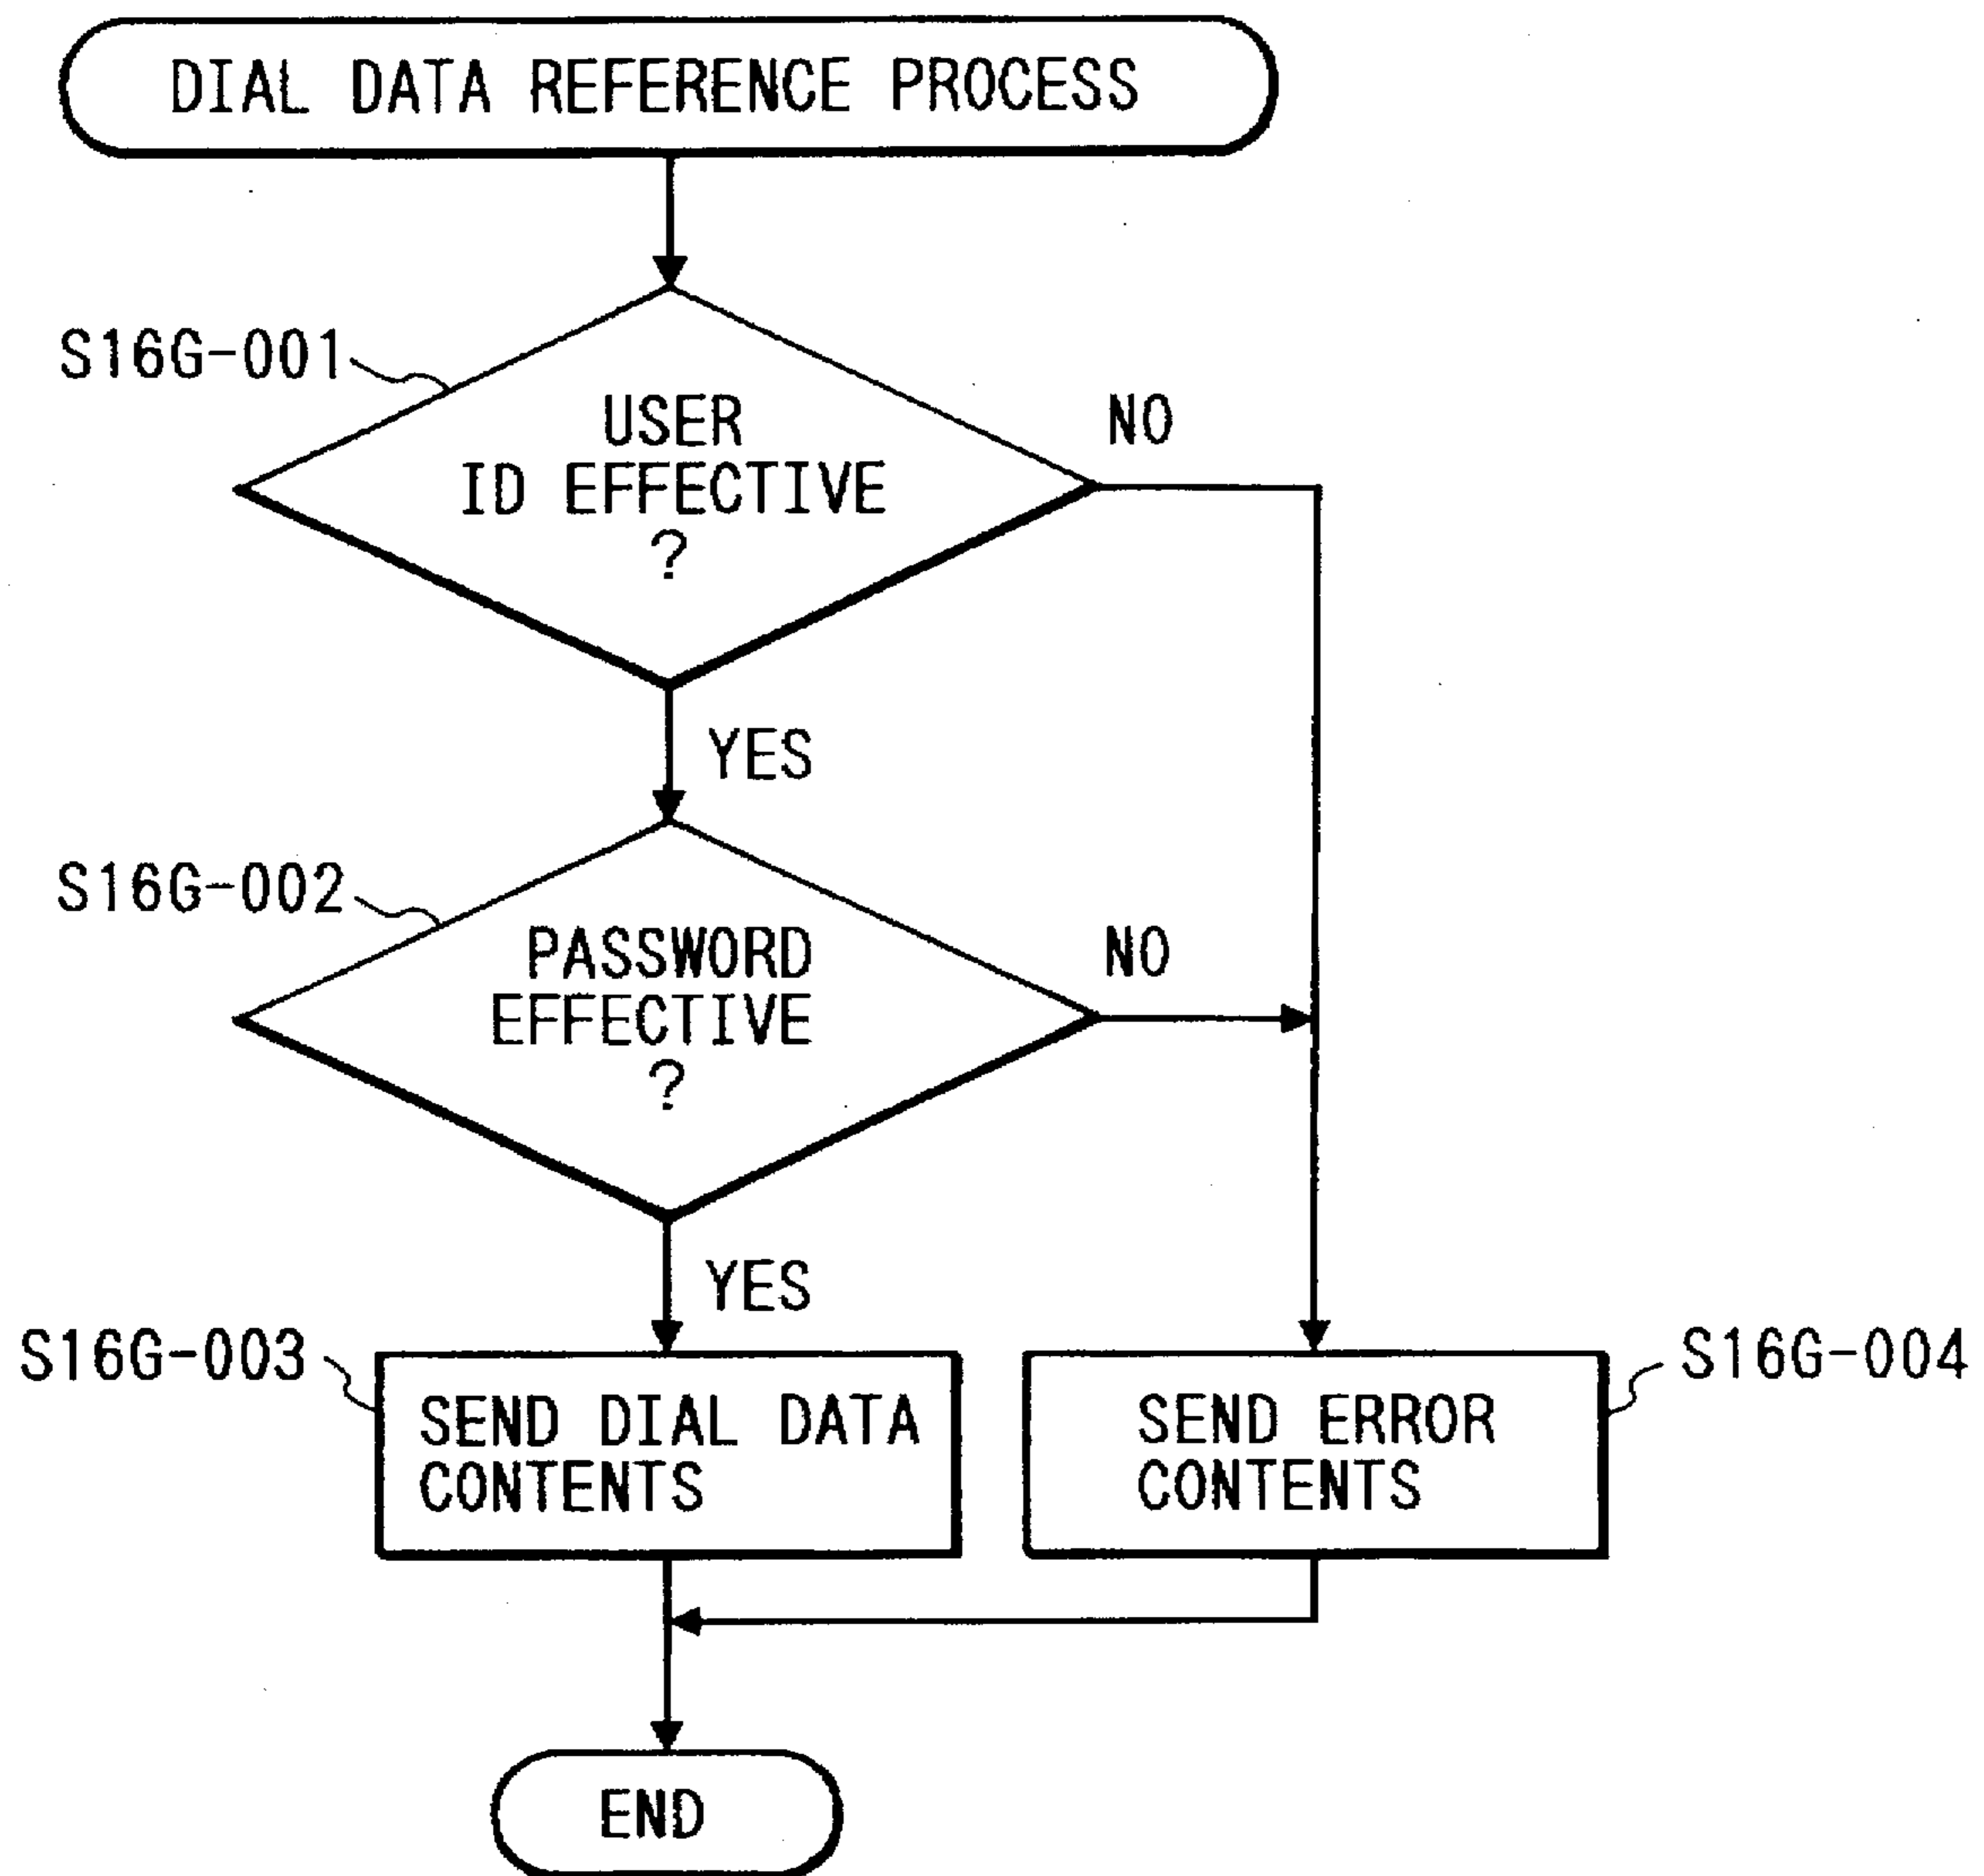 DIAL DATA REFERENCE PROCESS
S16G-001
USER
ID EFFECTIVE
?
NO
YES
S16G-002
PASSWORD
EFFECTIVE
?
NO
YES
S16G-003
SEND DIAL DATA
CONTENTS
SEND ERROR
CONTENTS
S16G-004
END